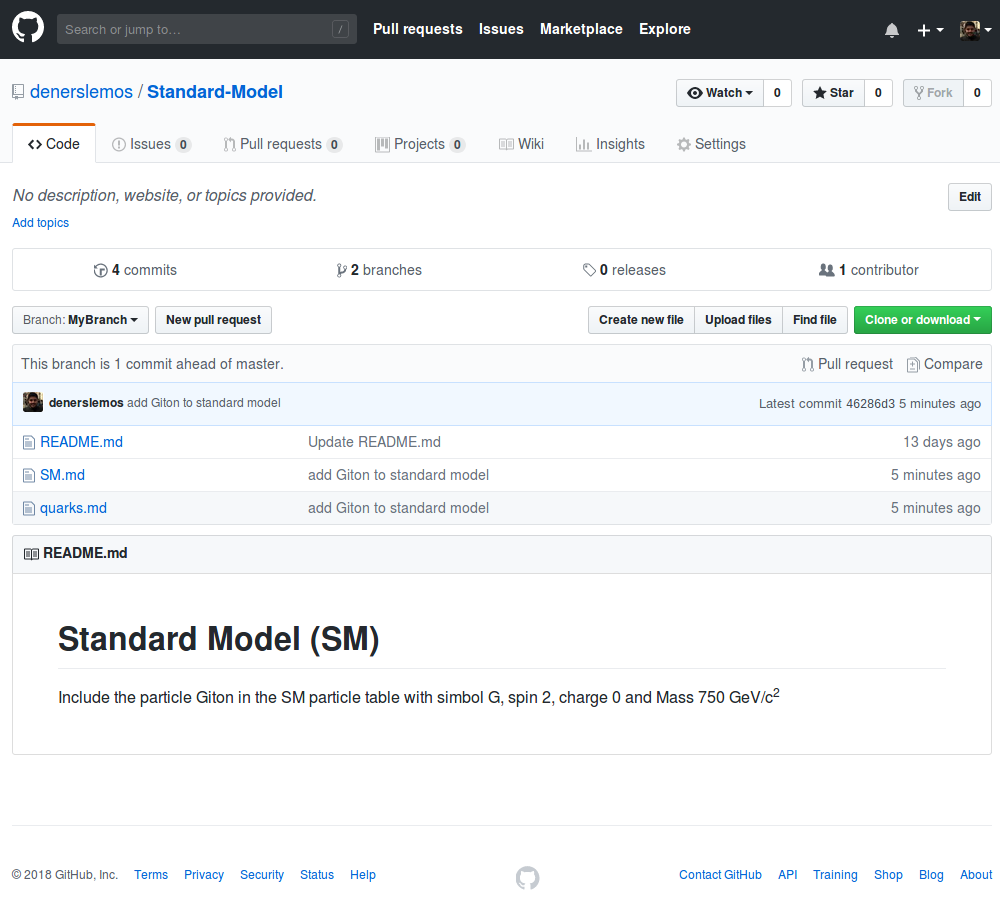 Search or jump to… / Pull requests Issues Marketplace Explore
denerslemos / Standard-Model Watch 0 Star 0 Fork 0
Code Issues 0 Pull requests 0 Projects 0 Wiki Insights Settings
No description, website, or topics provided. Edit
Add topics
4 commits 2 branches 0 releases 1 contributor
Branch: MyBranch New pull request Create new file Upload files Find file Clone or download
This branch is 1 commit ahead of master. Pull request Compare
denerslemos add Giton to standard model Latest commit 46286d3 5 minutes ago
README.md Update README.md 13 days ago
SM.md add Giton to standard model 5 minutes ago
quarks.md add Giton to standard model 5 minutes ago
README.md
Standard Model (SM)
Include the particle Giton in the SM particle table with simbol G, spin 2, charge 0 and Mass 750 GeV/c²
© 2018 GitHub, Inc. Terms Privacy Security Status Help Contact GitHub API Training Shop Blog About